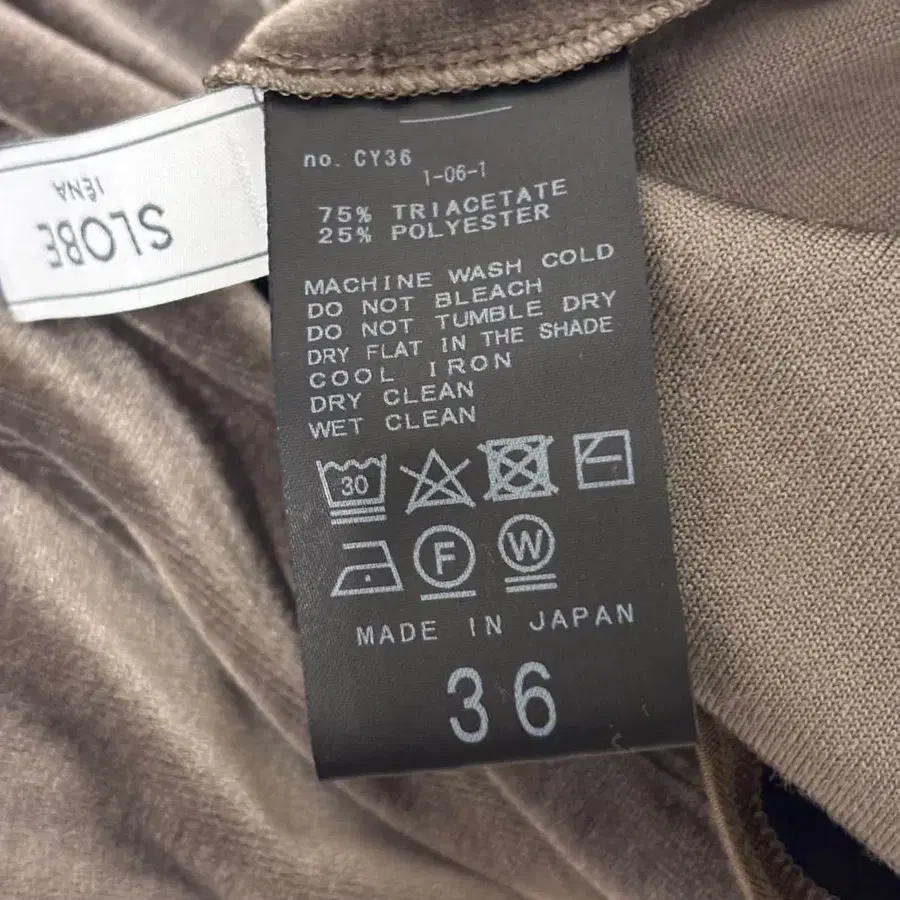 SLOBE
IÉNA
no. CY36
1-06-1
75% TRIACETATE
25% POLYESTER
MACHINE WASH COLD
DO NOT BLEACH
DO NOT TUMBLE DRY
DRY FLAT IN THE SHADE
COOL IRON
DRY CLEAN
WET CLEAN
30
F W
MADE IN JAPAN
36